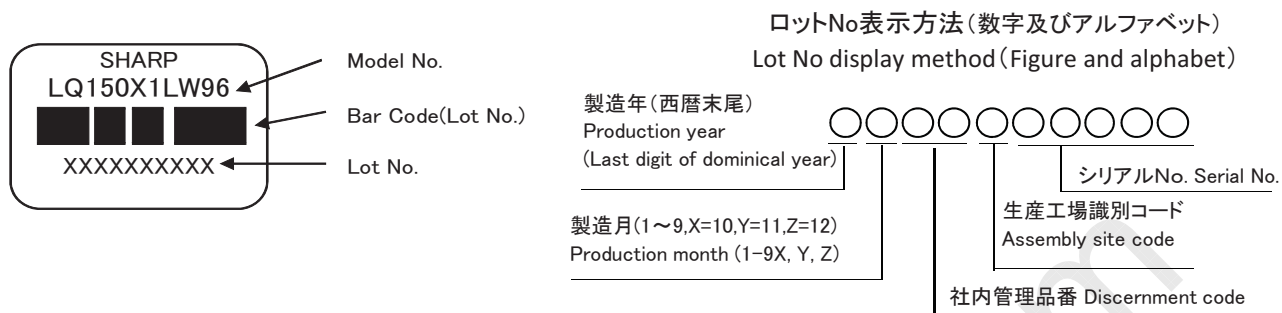 SHARP
LQ150X1LW96
XXXXXXXXXX
Model No.
Bar Code(Lot No.)
Lot No.
ロットNo表示方法(数字及びアルファベット)
Lot No display method(Figure and alphabet)
製造年(西暦末尾)
Production year
(Last digit of dominical year)
シリアルNo. Serial No.
製造月(1〜9,X=10,Y=11,Z=12)
Production month (1-9X, Y, Z)
生産工場識別コード
Assembly site code
社内管理品番 Discernment code